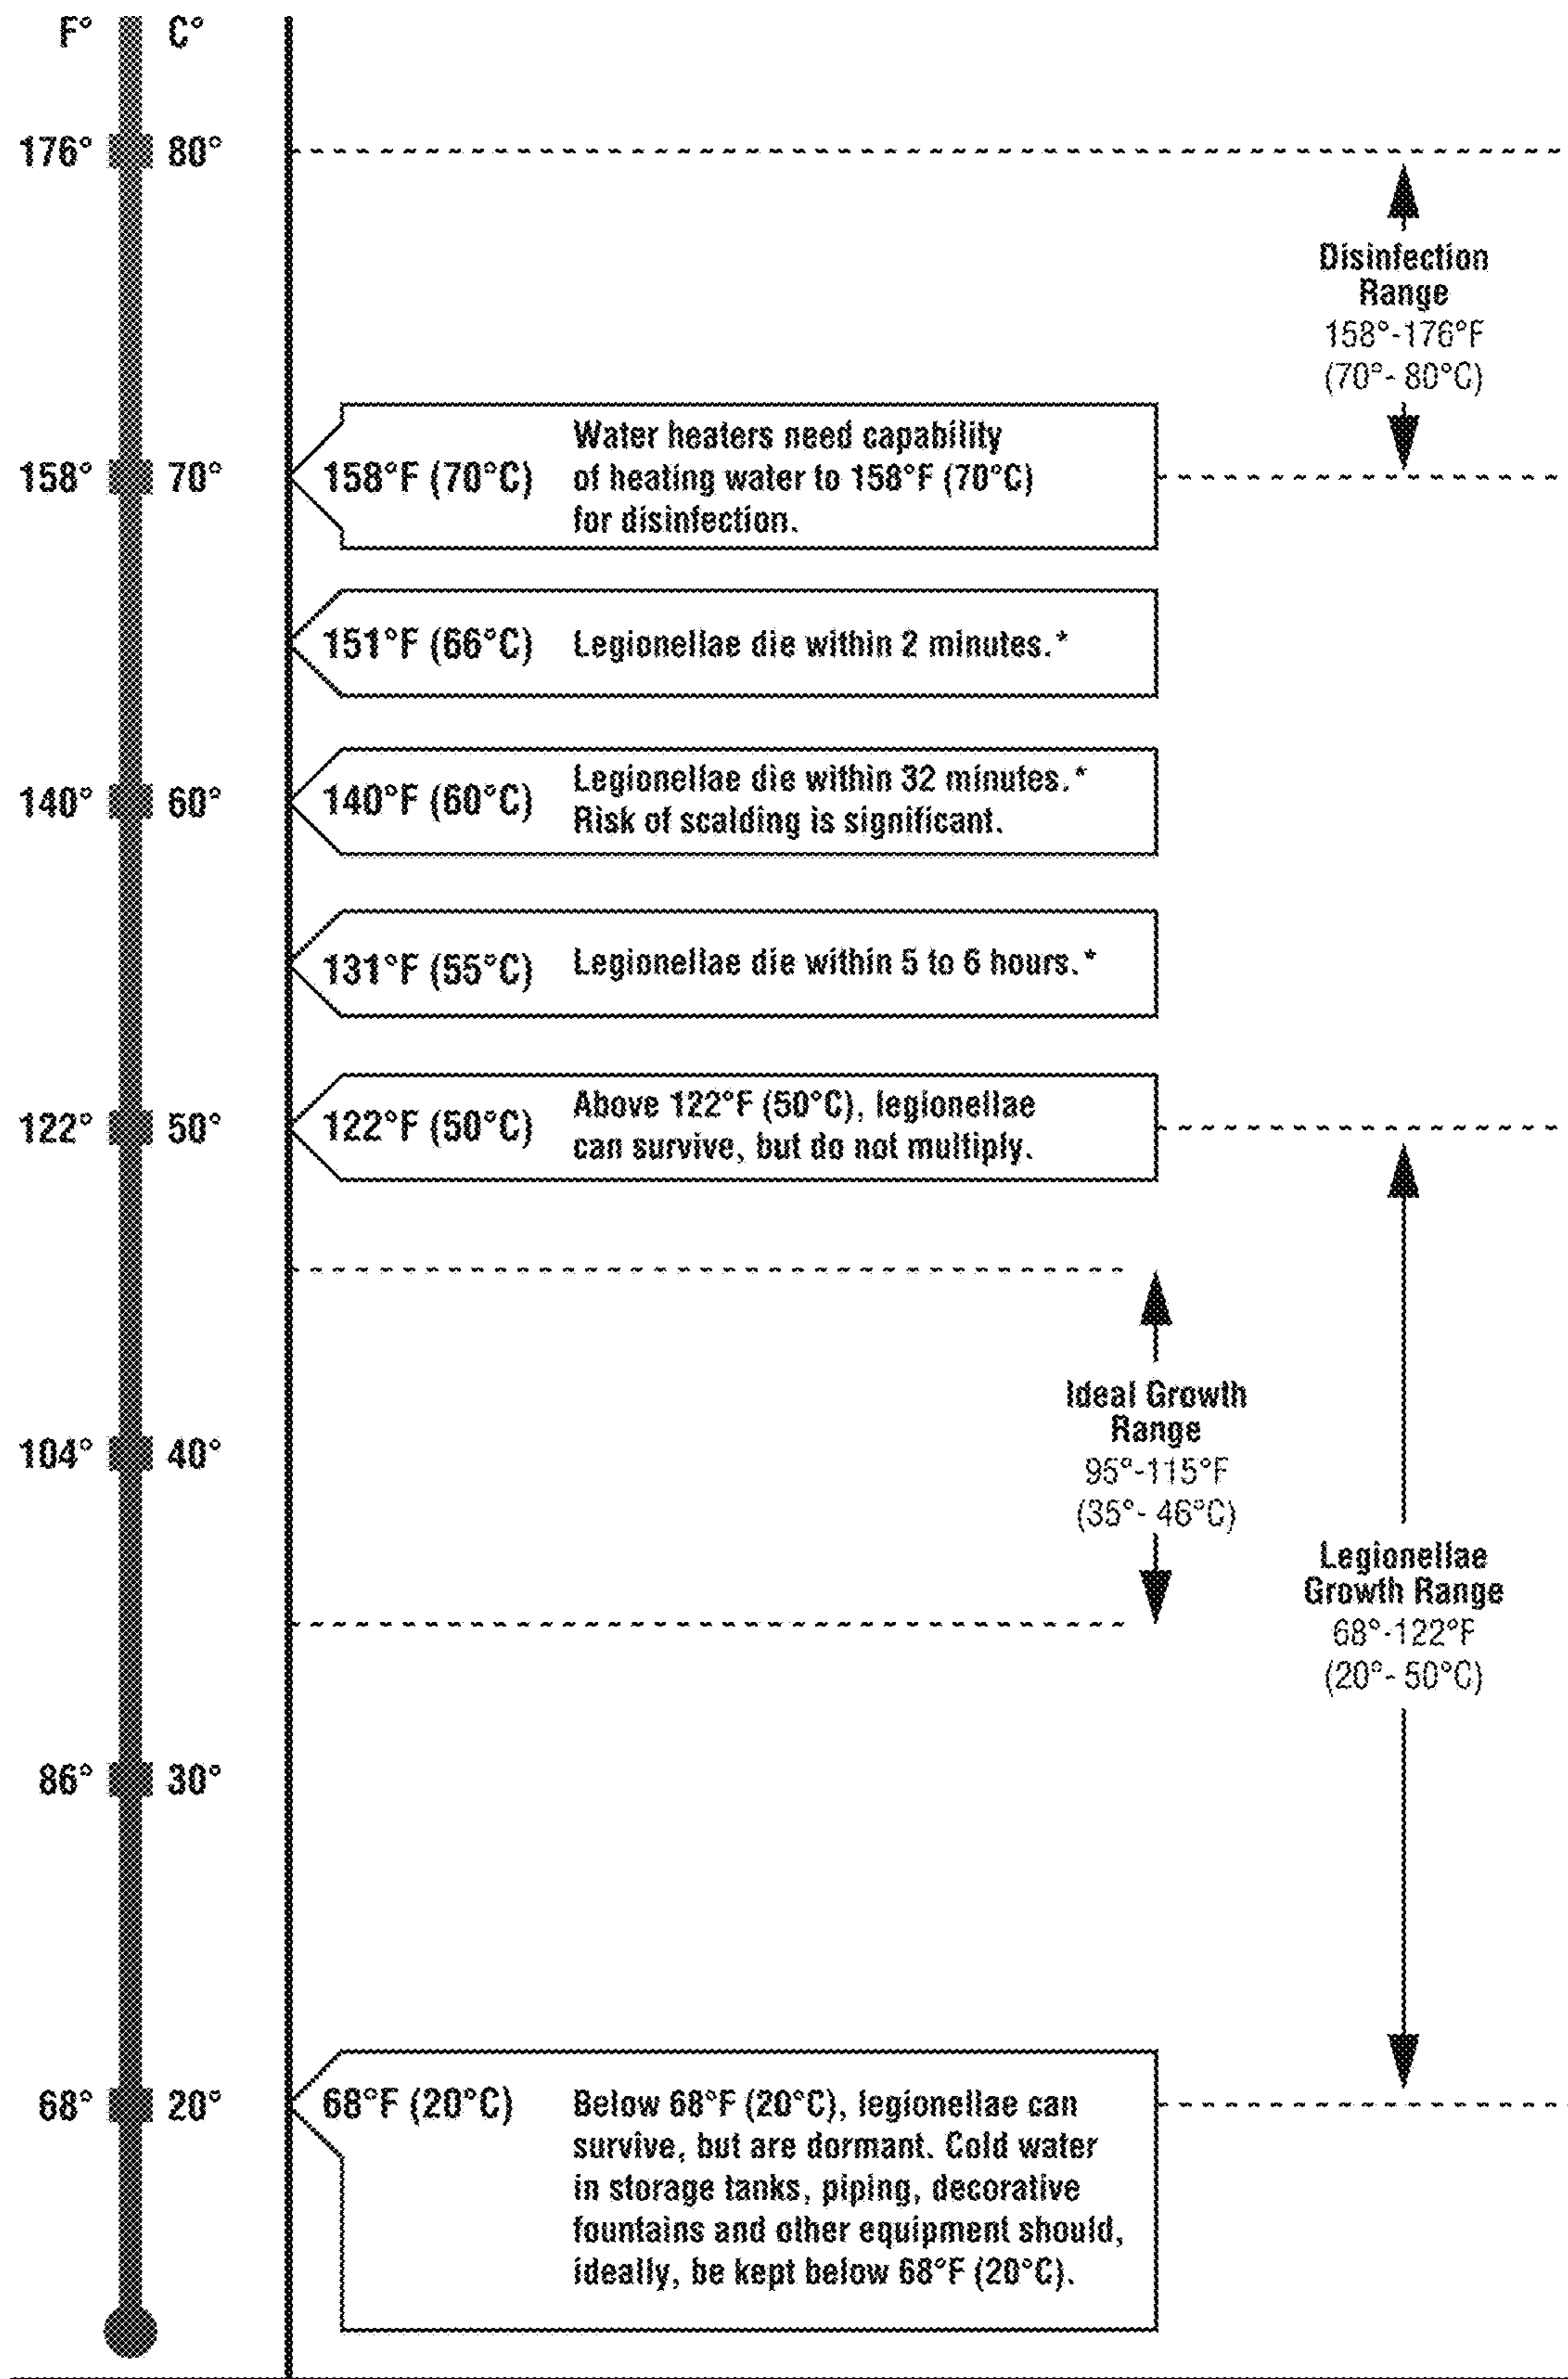 F° C°
176° 80°
Disinfection
Range
158°-176°F
(70°- 80°C)
158° 70°
158°F (70°C)
Water heaters need capability
of heating water to 158°F (70°C)
for disinfection.
151°F (66°C) Legionellae die within 2 minutes.*
140° 60°
140°F (60°C)
Legionellae die within 32 minutes.*
Risk of scalding is significant.
131°F (55°C) Legionellae die within 5 to 6 hours.*
122° 50°
122°F (50°C)
Above 122°F (50°C), legionellae
can survive, but do not multiply.
104° 40°
Ideal Growth
Range
95°-115°F
(35°- 46°C)
Legionellae
Growth Range
68°-122°F
(20°- 50°C)
86° 30°
68° 20°
68°F (20°C)
Below 68°F (20°C), legionellae can
survive, but are dormant. Cold water
in storage tanks, piping, decorative
fountains and other equipment should,
ideally, be kept below 68°F (20°C).